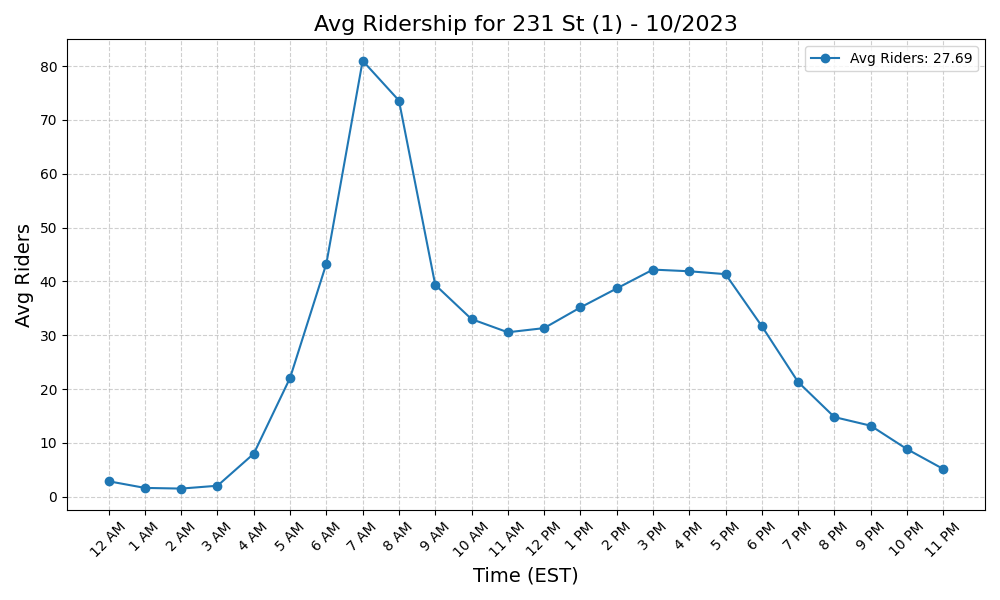 Avg Ridership for 231 St (1) - 10/2023
Avg Riders: 27.69
Avg Riders
80
70
60
50
40
30
20
10
0
12 AM
1 AM
2 AM
3 AM
4 AM
5 AM
6 AM
7 AM
8 AM
9 AM
10 AM
11 AM
12 PM
1 PM
2 PM
3 PM
4 PM
5 PM
6 PM
7 PM
8 PM
9 PM
10 PM
11 PM
Time (EST)